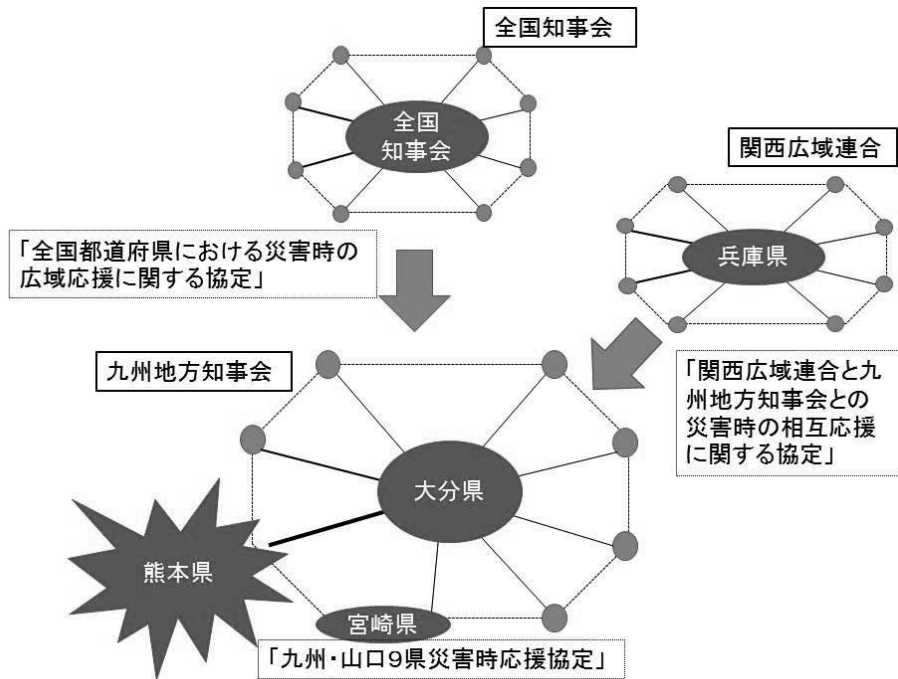 全国知事会
全国
知事会
関西広域連合
兵庫県
「全国都道府県における災害時の
広域応援に関する協定」
九州地方知事会
「関西広域連合と九
州地方知事会との
災害時の相互応援
に関する協定」
大分県
熊本県
宮崎県
「九州・山口９県災害時応援協定」